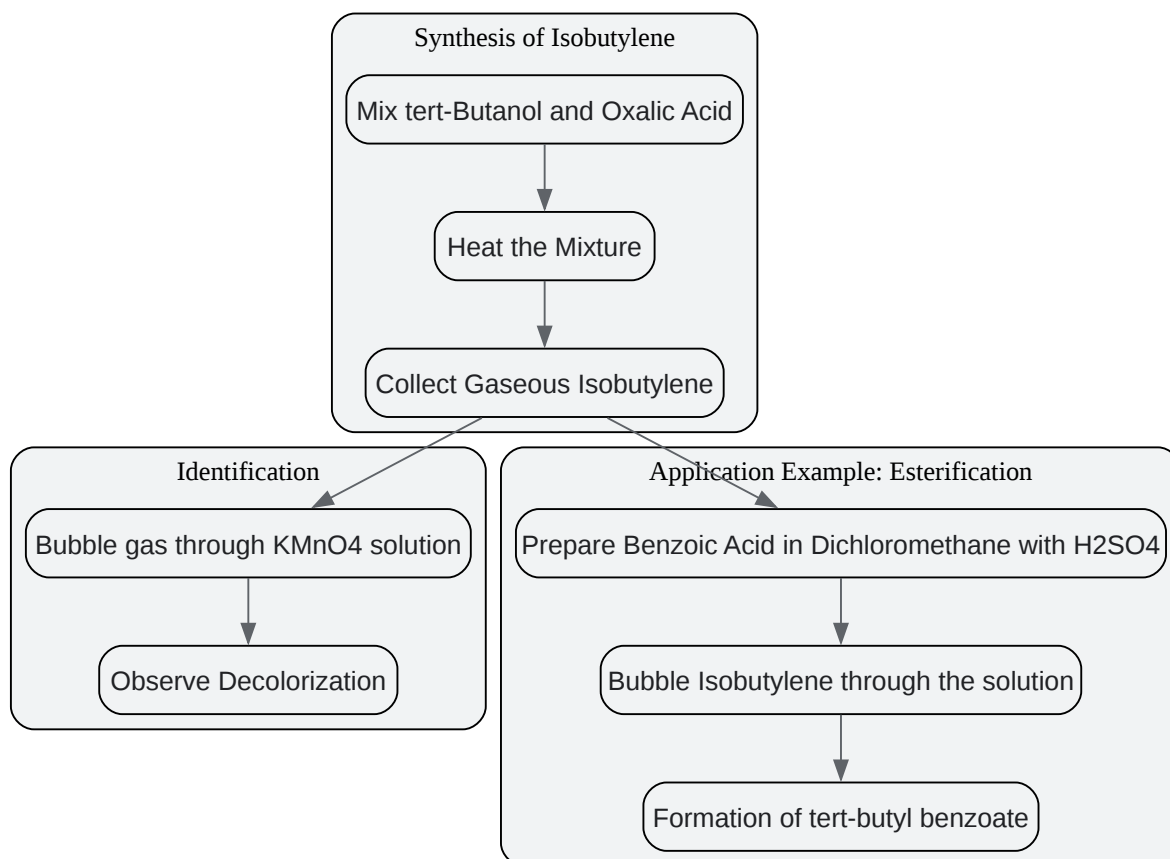 Synthesis of Isobutylene
Mix tert-Butanol and Oxalic Acid
Heat the Mixture
Collect Gaseous Isobutylene
Identification
Bubble gas through KMnO4 solution
Observe Decolorization
Application Example: Esterification
Prepare Benzoic Acid in Dichloromethane with H2SO4
Bubble Isobutylene through the solution
Formation of tert-butyl benzoate